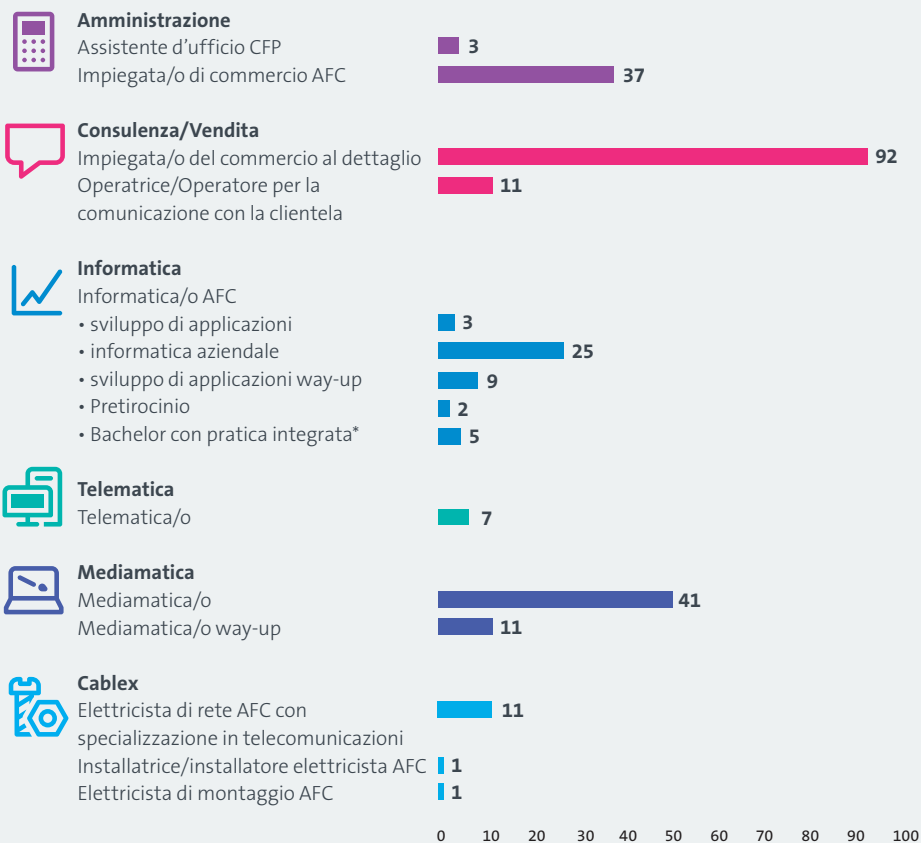 Amministrazione
Assistente d’ufficio CFP 3
Impiegata/o di commercio AFC 37
Consulenza/Vendita
Impiegata/o del commercio al dettaglio 92
Operatrice/Operatore per la 11
comunicazione con la clientela
Informatica
Informatica/o AFC
• sviluppo di applicazioni 3
• informatica aziendale 25
• sviluppo di applicazioni way-up 9
• Pretirocinio 2
• Bachelor con pratica integrata* 5
Telematica
Telematica/o 7
Mediamatica
Mediamatica/o 41
Mediamatica/o way-up 11
Cablex
Elettricista di rete AFC con 11
specializzazione in telecomunicazioni
Installatrice/installatore elettricista AFC 1
Elettricista di montaggio AFC 1
0 10 20 30 40 50 60 70 80 90 100